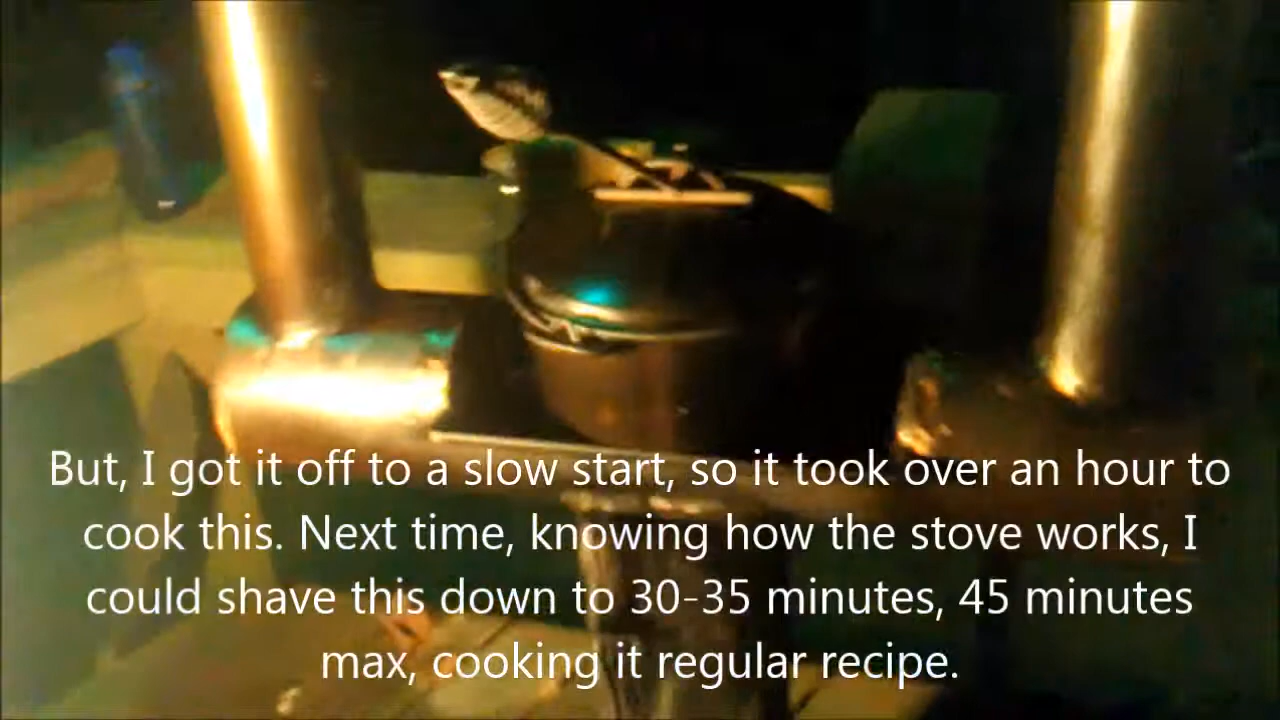 But, I got it off to a slow start, so it took over an hour to
cook this. Next time, knowing how the stove works, I
could shave this down to 30-35 minutes, 45 minutes
max, cooking it regular recipe.